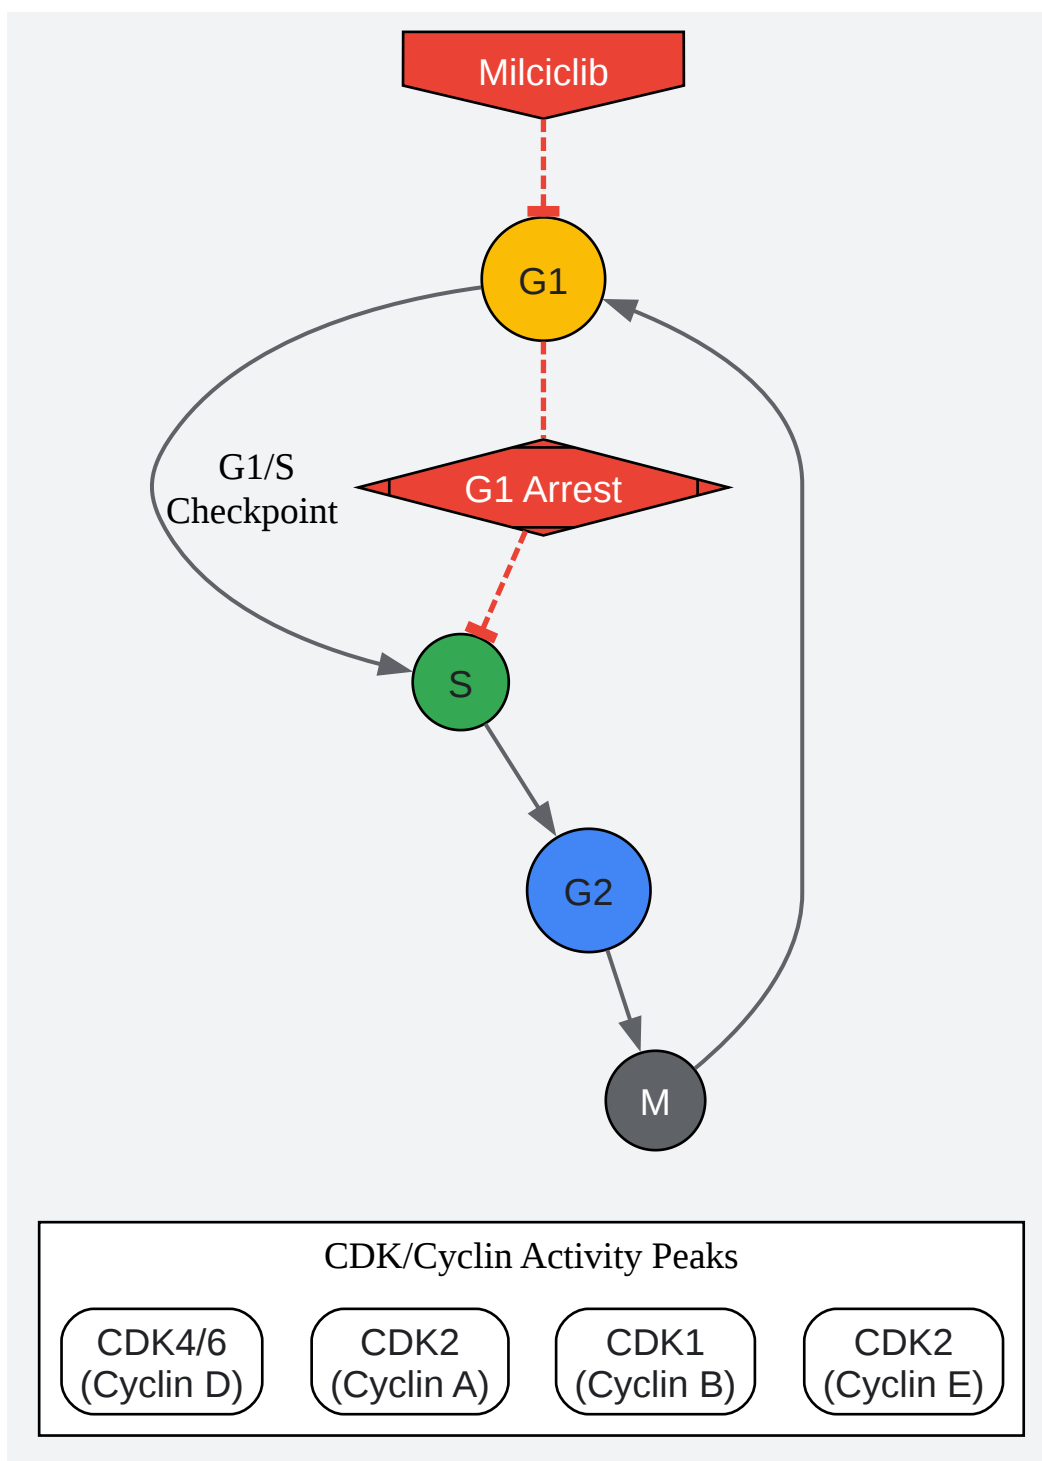 Milciclib
G1
G1/S
Checkpoint
G1 Arrest
S
G2
M
CDK/Cyclin Activity Peaks
CDK4/6
(Cyclin D)
CDK2
(Cyclin A)
CDK1
(Cyclin B)
CDK2
(Cyclin E)